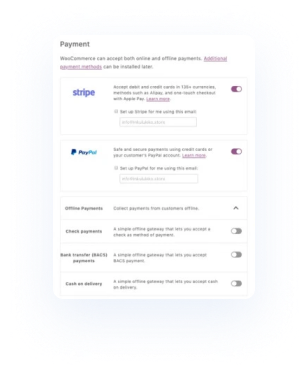 Payment
WooCommerce can accept both online and offline payments. Additional
payment methods can be installed later.
stripe
Accept debit and credit cards in 135+ currencies,
methods such as Alipay, and one-touch checkout
with Apple Pay. Learn more.
Set up Stripe for me using this email:
PayPal
Safe and secure payments using credit cards or
your customer's PayPal account. Learn more.
Set up PayPal for me using this email:
Offline Payments
Collect payments from customers offline.
Check payments
A simple offline gateway that lets you accept a
check as method of payment.
Bank transfer (BACS)
payments
A simple offline gateway that lets you accept
BACS payment.
Cash on delivery
A simple offline gateway that lets you accept cash
on delivery.